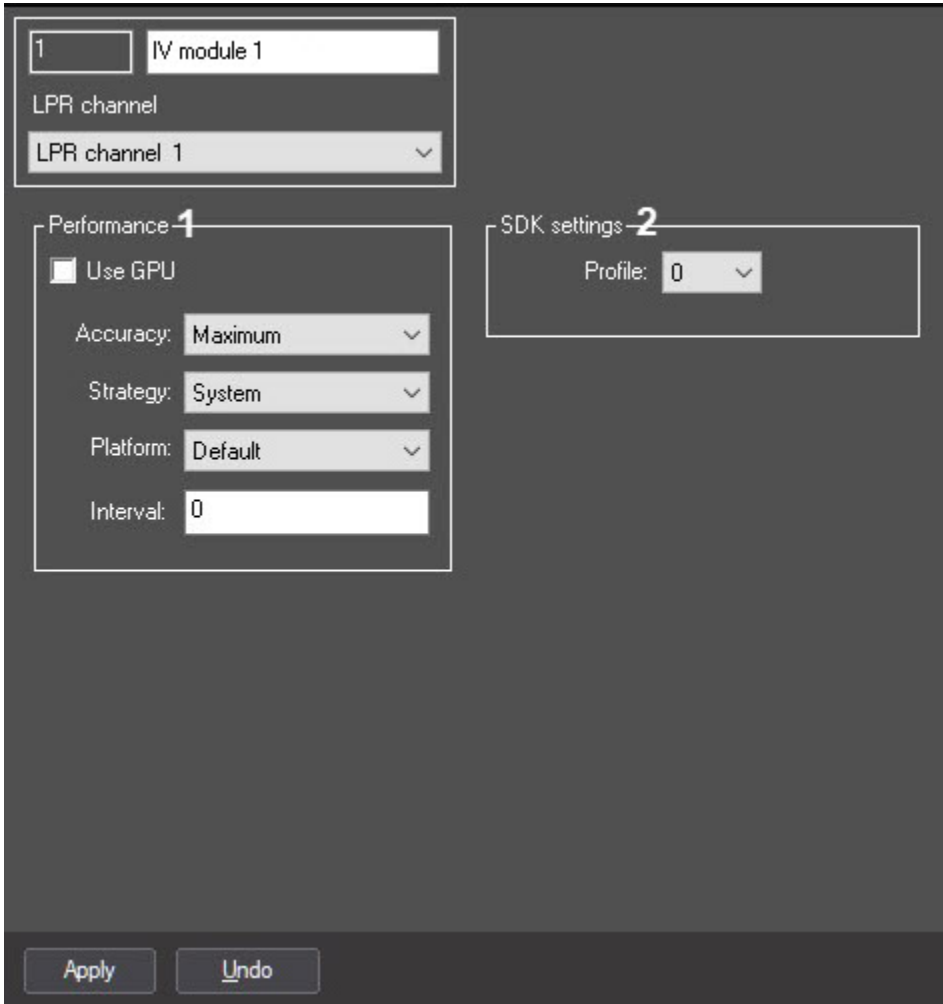 1 IV module 1
LPR channel
LPR channel 1
Performance 1
Use GPU
Accuracy: Maximum
Strategy: System
Platform: Default
Interval: 0
SDK settings 2
Profile: 0
Apply Undo